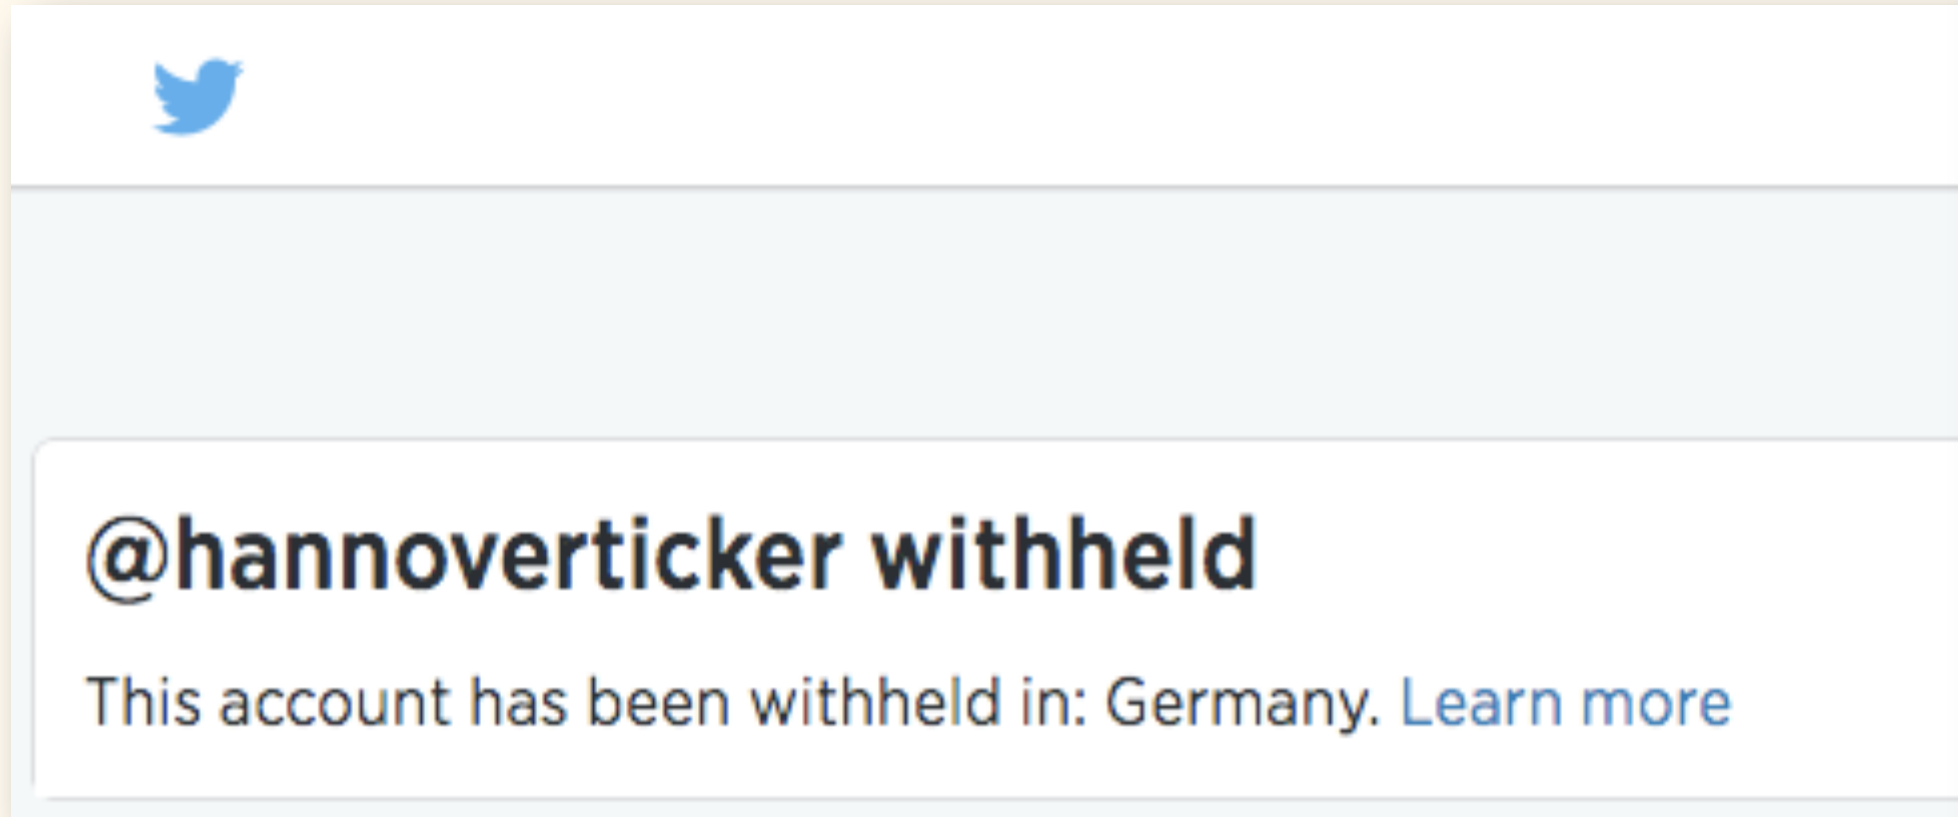 @hannoverticker withheld
This account has been withheld in: Germany. Learn more